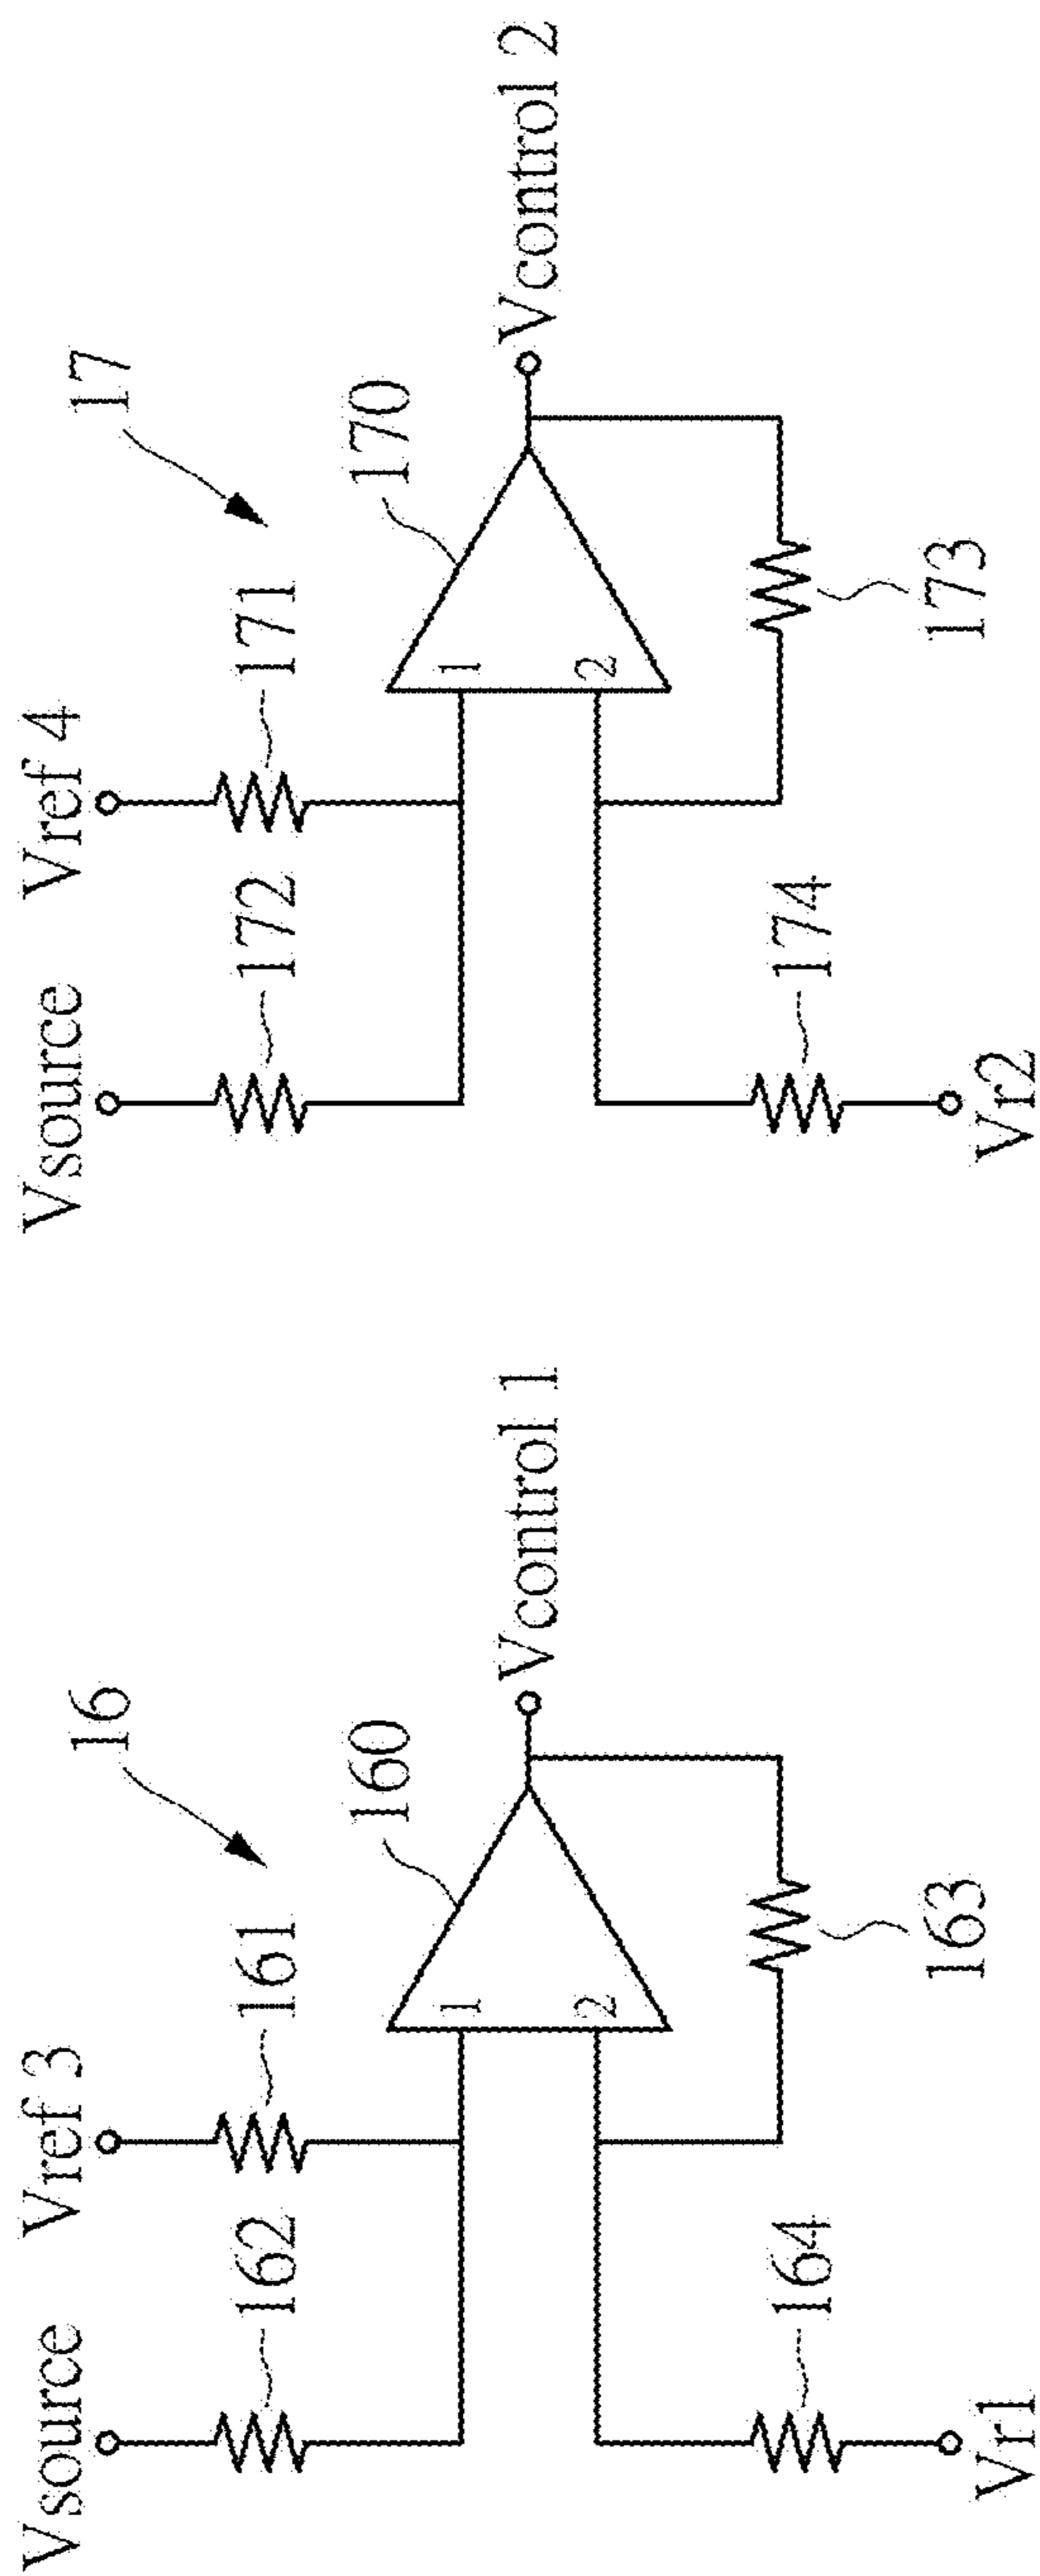 17
Vsource
Vref 4
172
171
170
1
2
Vcontrol 2
174
173
Vr2
16
Vsource
Vref 3
162
161
160
1
2
Vcontrol 1
164
163
Vr1